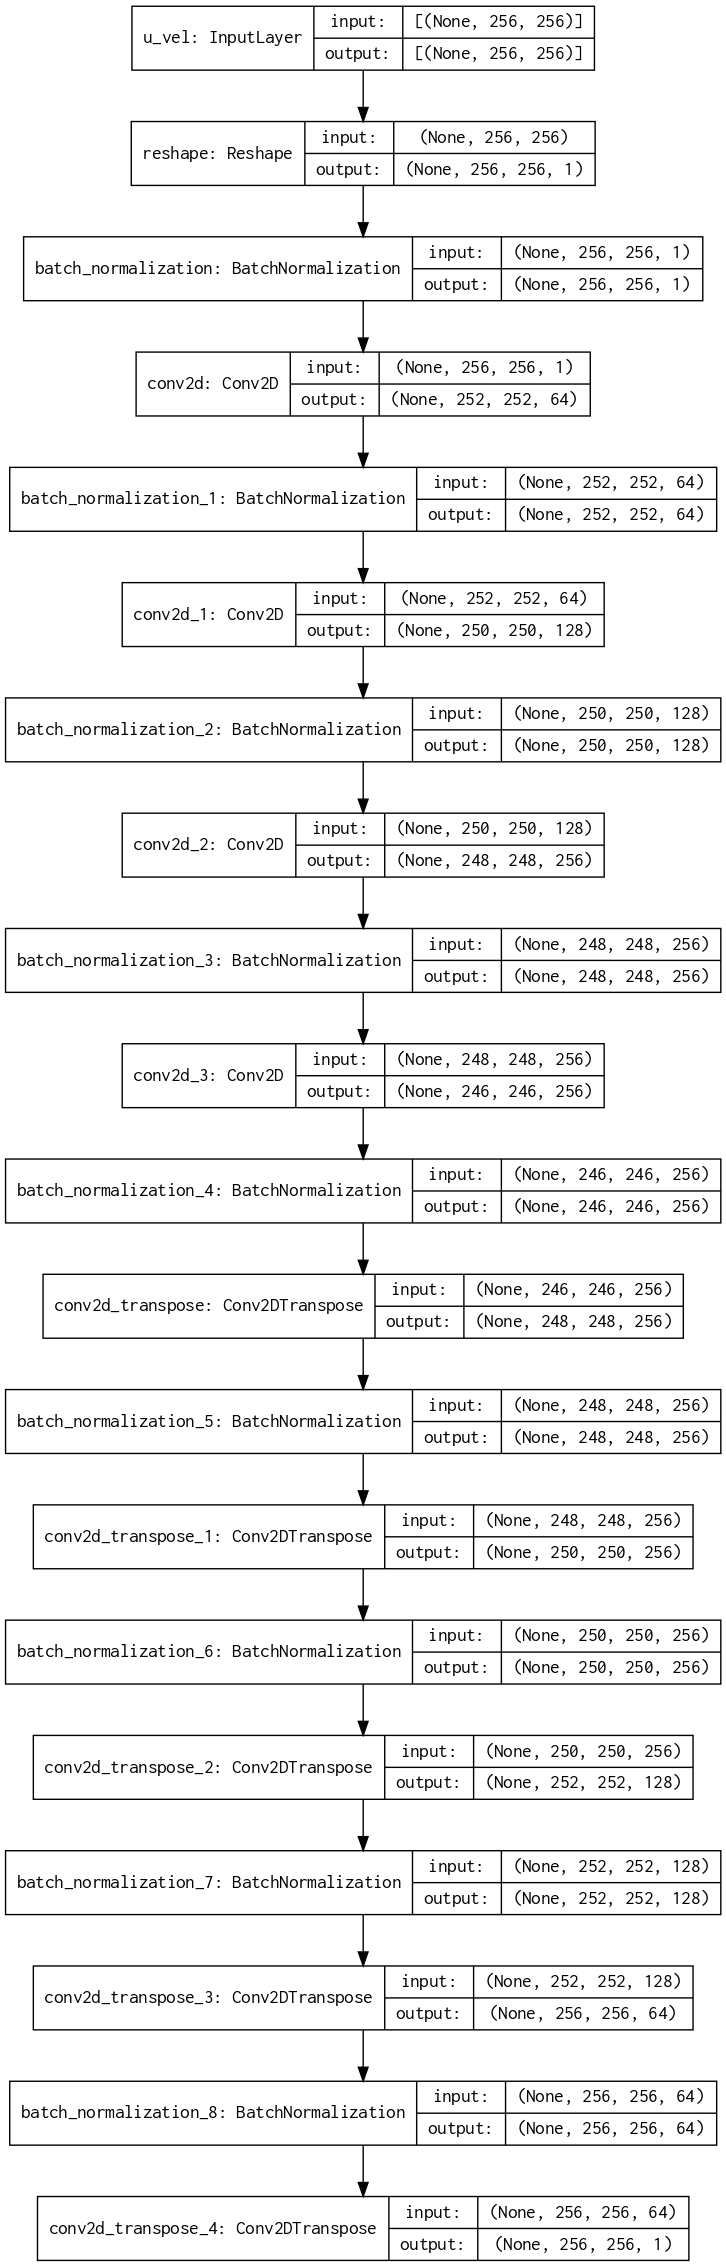 u_vel: InputLayer
input: [(None, 256, 256)]
output: [(None, 256, 256)]
reshape: Reshape
input: (None, 256, 256)
output: (None, 256, 256, 1)
batch_normalization: BatchNormalization
input: (None, 256, 256, 1)
output: (None, 256, 256, 1)
conv2d: Conv2D
input: (None, 256, 256, 1)
output: (None, 252, 252, 64)
batch_normalization_1: BatchNormalization
input: (None, 252, 252, 64)
output: (None, 252, 252, 64)
conv2d_1: Conv2D
input: (None, 252, 252, 64)
output: (None, 250, 250, 128)
batch_normalization_2: BatchNormalization
input: (None, 250, 250, 128)
output: (None, 250, 250, 128)
conv2d_2: Conv2D
input: (None, 250, 250, 128)
output: (None, 248, 248, 256)
batch_normalization_3: BatchNormalization
input: (None, 248, 248, 256)
output: (None, 248, 248, 256)
conv2d_3: Conv2D
input: (None, 248, 248, 256)
output: (None, 246, 246, 256)
batch_normalization_4: BatchNormalization
input: (None, 246, 246, 256)
output: (None, 246, 246, 256)
conv2d_transpose: Conv2DTranspose
input: (None, 246, 246, 256)
output: (None, 248, 248, 256)
batch_normalization_5: BatchNormalization
input: (None, 248, 248, 256)
output: (None, 248, 248, 256)
conv2d_transpose_1: Conv2DTranspose
input: (None, 248, 248, 256)
output: (None, 250, 250, 256)
batch_normalization_6: BatchNormalization
input: (None, 250, 250, 256)
output: (None, 250, 250, 256)
conv2d_transpose_2: Conv2DTranspose
input: (None, 250, 250, 256)
output: (None, 252, 252, 128)
batch_normalization_7: BatchNormalization
input: (None, 252, 252, 128)
output: (None, 252, 252, 128)
conv2d_transpose_3: Conv2DTranspose
input: (None, 252, 252, 128)
output: (None, 256, 256, 64)
batch_normalization_8: BatchNormalization
input: (None, 256, 256, 64)
output: (None, 256, 256, 64)
conv2d_transpose_4: Conv2DTranspose
input: (None, 256, 256, 64)
output: (None, 256, 256, 1)